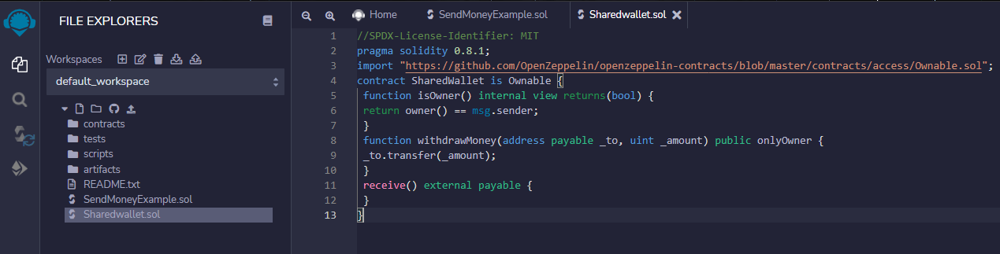 FILE EXPLORERS
Workspaces
default_workspace
contracts
tests
scripts
artifacts
README.txt
SendMoneyExample.sol
Sharedwallet.sol
Home
SendMoneyExample.sol
Sharedwallet.sol
1 //SPDX-License-Identifier: MIT
2 pragma solidity 0.8.1;
3 import "https://github.com/OpenZeppelin/openzeppelin-contracts/blob/master/contracts/access/Ownable.sol";
4 contract SharedWallet is Ownable {
5 function isOwner() internal view returns(bool) {
6 return owner() == msg.sender;
7 }
8 function withdrawMoney(address payable _to, uint _amount) public onlyOwner {
9 _to.transfer(_amount);
10 }
11 receive() external payable {
12 }
13 }